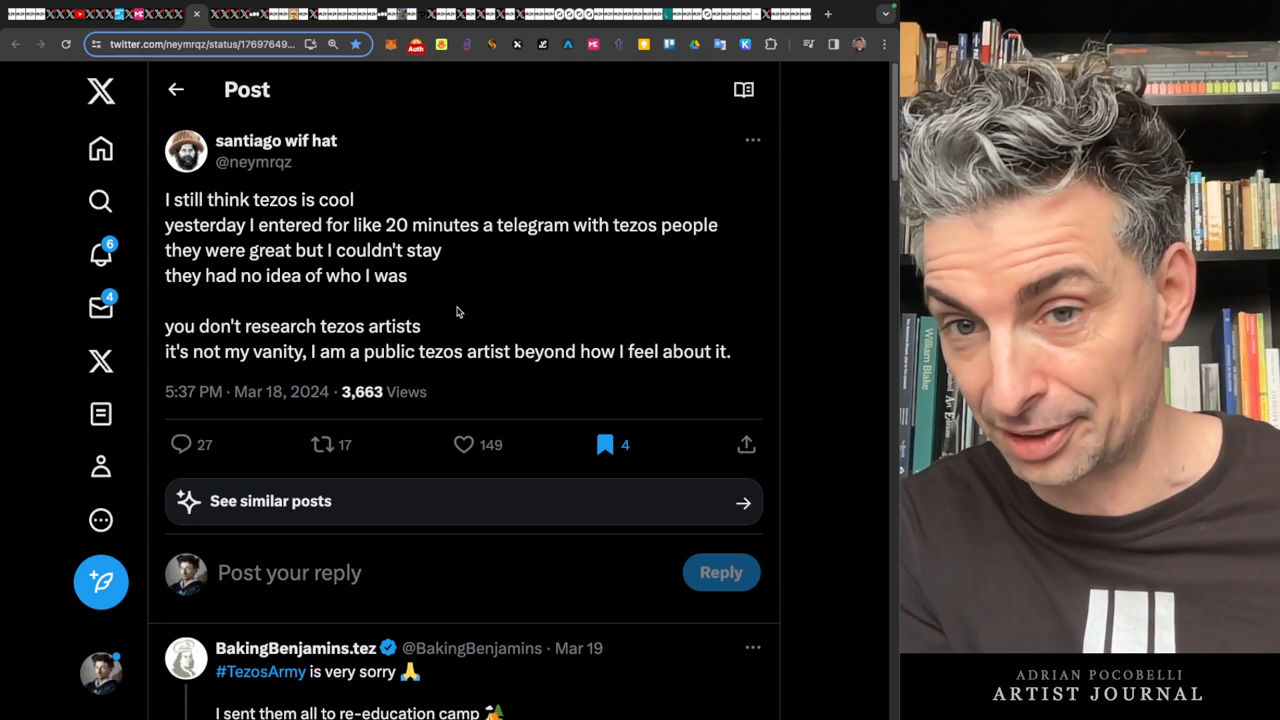 twitter.com/neymrqz/status/17697649...
Auth
Post
santiago wif hat
@neymrqz
I still think tezos is cool
yesterday I entered for like 20 minutes a telegram with tezos people
they were great but I couldn't stay
they had no idea of who I was
you don't research tezos artists
it's not my vanity, I am a public tezos artist beyond how I feel about it.
5:37 PM · Mar 18, 2024 · 3,663 Views
27 17 149 4
See similar posts
Post your reply
Reply
BakingBenjamins.tez @BakingBenjamins · Mar 19
#TezosArmy is very sorry 🙏
I sent them all to re-education camp 🏕️
6
4
William Blake
ADRIAN POCOBELLI
ARTIST JOURNAL